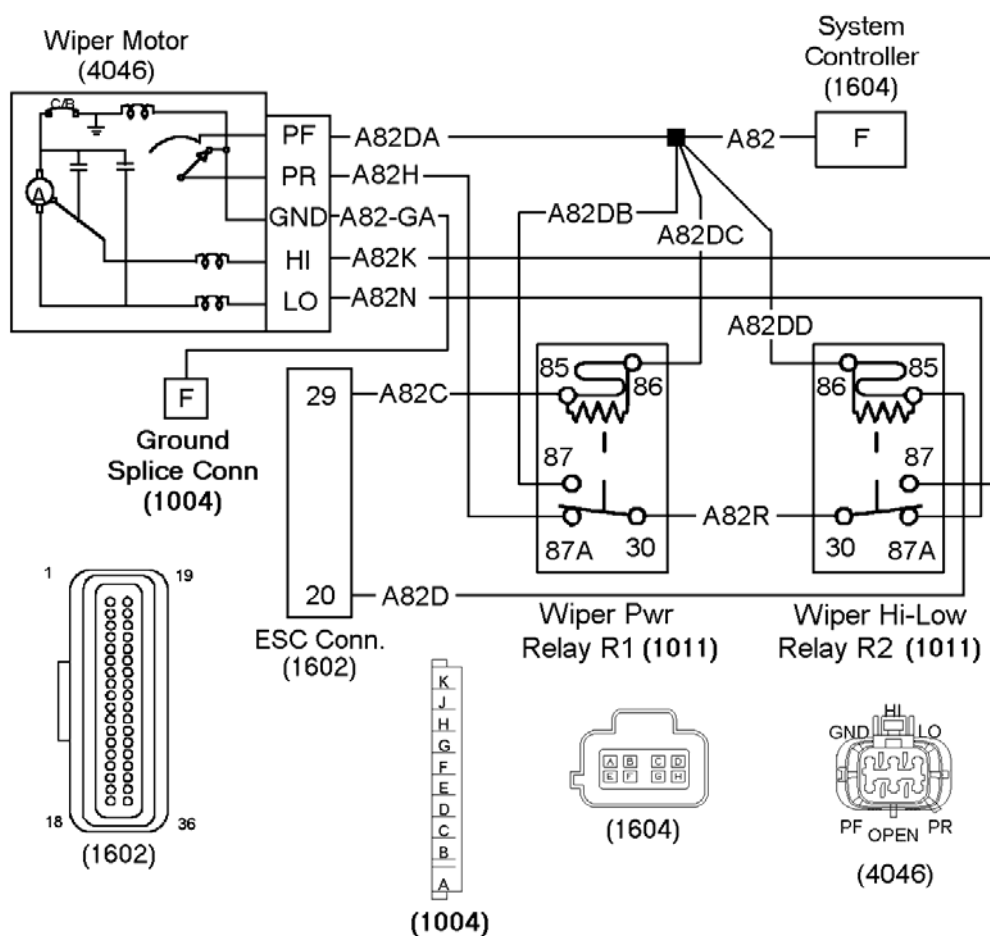 Wiper Motor
(4046)
System
Controller
(1604)
C/B
A
PF
PR
GND
HI
LO
A82DA
A82H
A82-GA
A82K
A82N
A82
F
A82DB
A82DC
A82DD
F
Ground
Splice Conn
(1004)
29
20
A82C
A82D
ESC Conn.
(1602)
85
86
87
87A
30
A82R
85
86
87
30
87A
Wiper Pwr
Relay R1 (1011)
Wiper Hi-Low
Relay R2 (1011)
1
19
18
36
(1602)
K
J
H
G
F
E
D
C
B
A
(1004)
A B C D
E F G H
(1604)
HI
GND LO
PF OPEN PR
(4046)